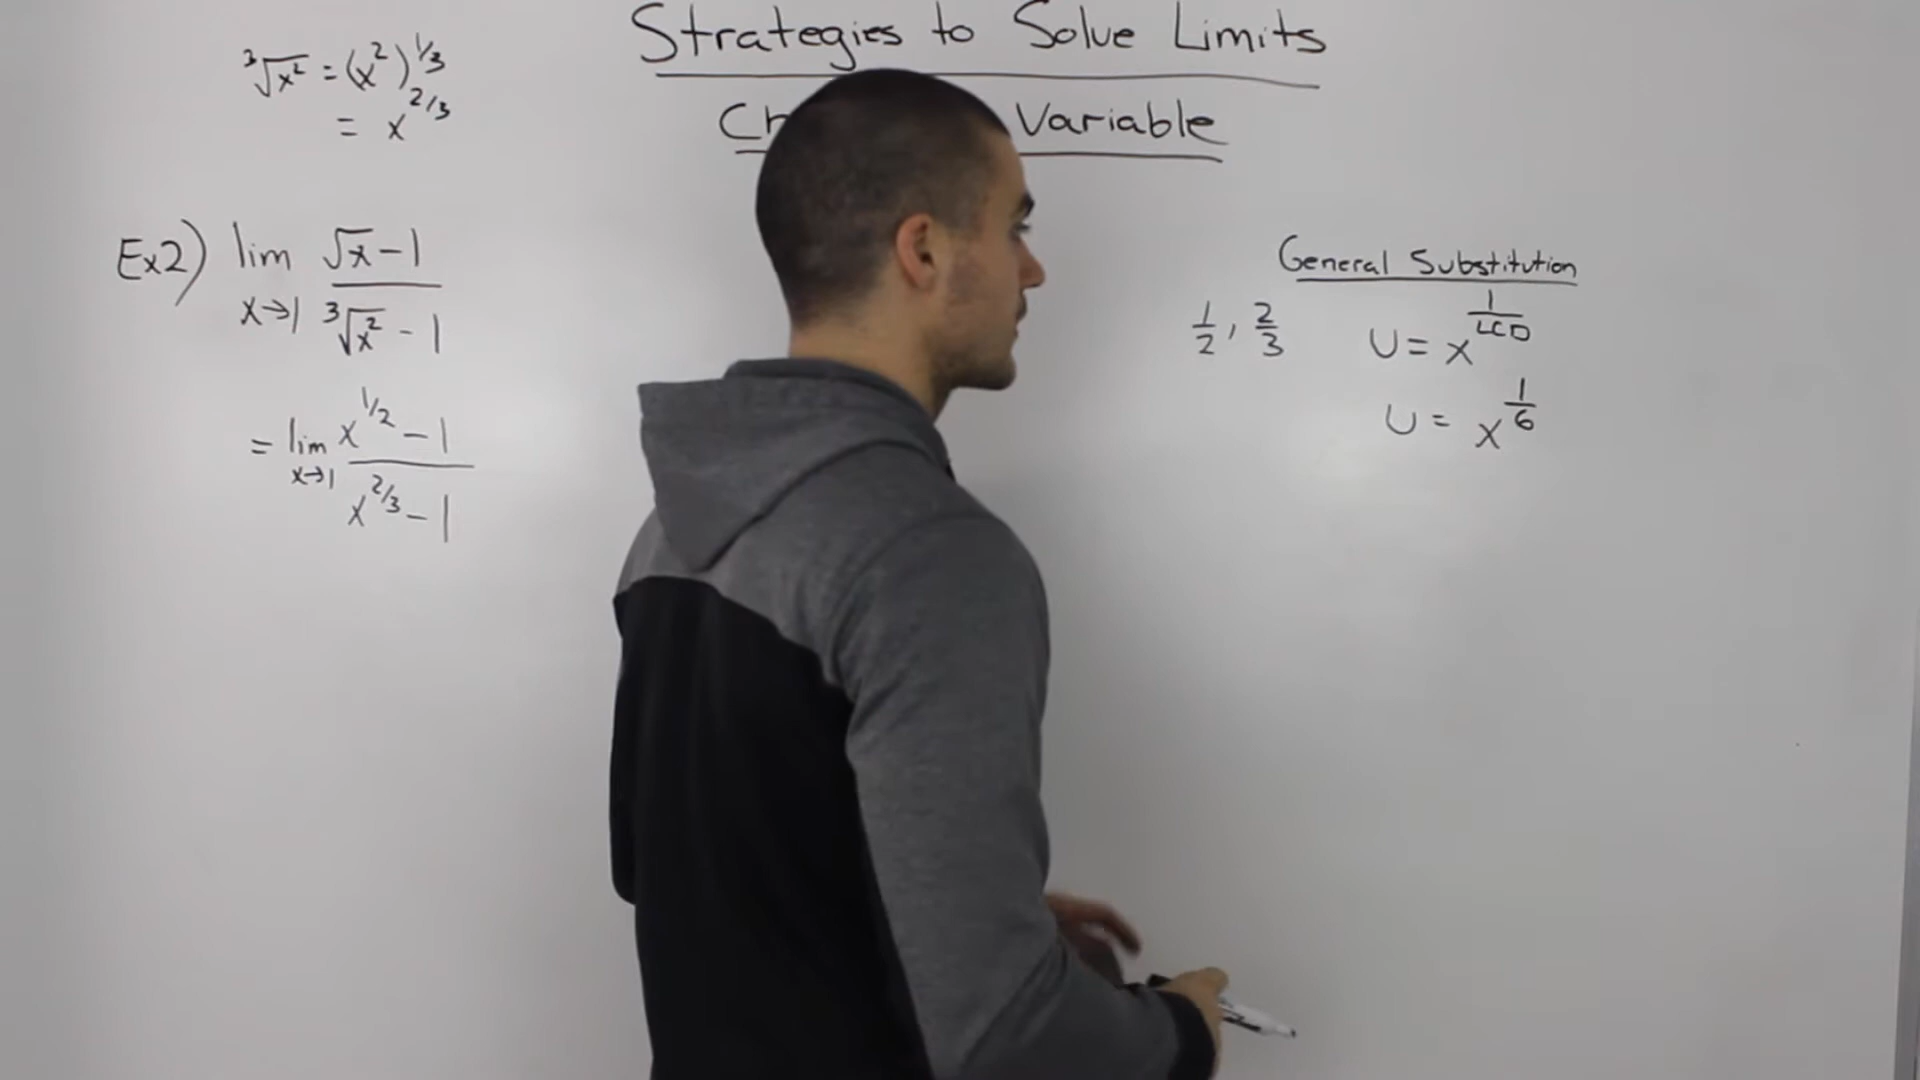 Strategies to Solve Limits
Ch Variable
∛x² = (x²)^1/3
= x^2/3
Ex2) lim x→1 (√x - 1)/(∛x² - 1)
= lim x→1 (x^1/2 - 1)/(x^2/3 - 1)
General Substitution
1/2, 2/3 U = x^(1/LCD)
U = x^(1/6)